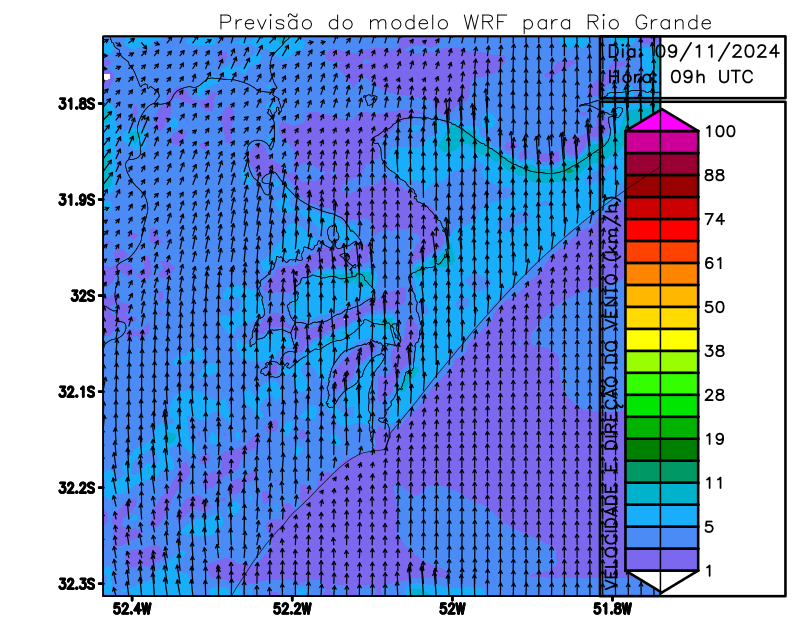 Previsão do modelo WRF para Rio Grande
Dia: 09/11/2024
Hora: 09h UTC
31.8S
31.9S
32S
32.1S
32.2S
32.3S
52.4W
52.2W
52W
51.8W
VELOCIDADE E DIREÇÃO DO VENTO (km/h)
100
88
74
61
50
38
28
19
11
5
1